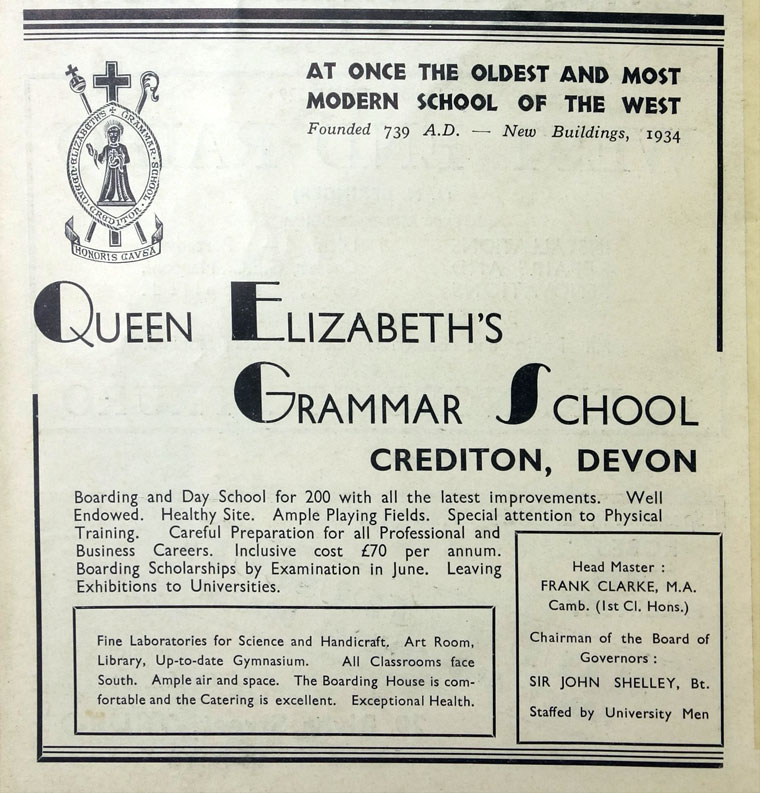 AT ONCE THE OLDEST AND MOST
MODERN SCHOOL OF THE WEST
Founded 739 A.D. — New Buildings, 1934
HONORIS CAVSA
QUEEN ELIZABETH'S
GRAMMAR SCHOOL
CREDITON, DEVON
Boarding and Day School for 200 with all the latest improvements. Well
Endowed. Healthy Site. Ample Playing Fields. Special attention to Physical
Training. Careful Preparation for all Professional and
Business Careers. Inclusive cost £70 per annum.
Boarding Scholarships by Examination in June. Leaving
Exhibitions to Universities.
Fine Laboratories for Science and Handicraft. Art Room,
Library, Up-to-date Gymnasium. All Classrooms face
South. Ample air and space. The Boarding House is com-
fortable and the Catering is excellent. Exceptional Health.
Head Master :
FRANK CLARKE, M.A.
Camb. (1st Cl. Hons.)
Chairman of the Board of
Governors :
SIR JOHN SHELLEY, Bt.
Staffed by University Men